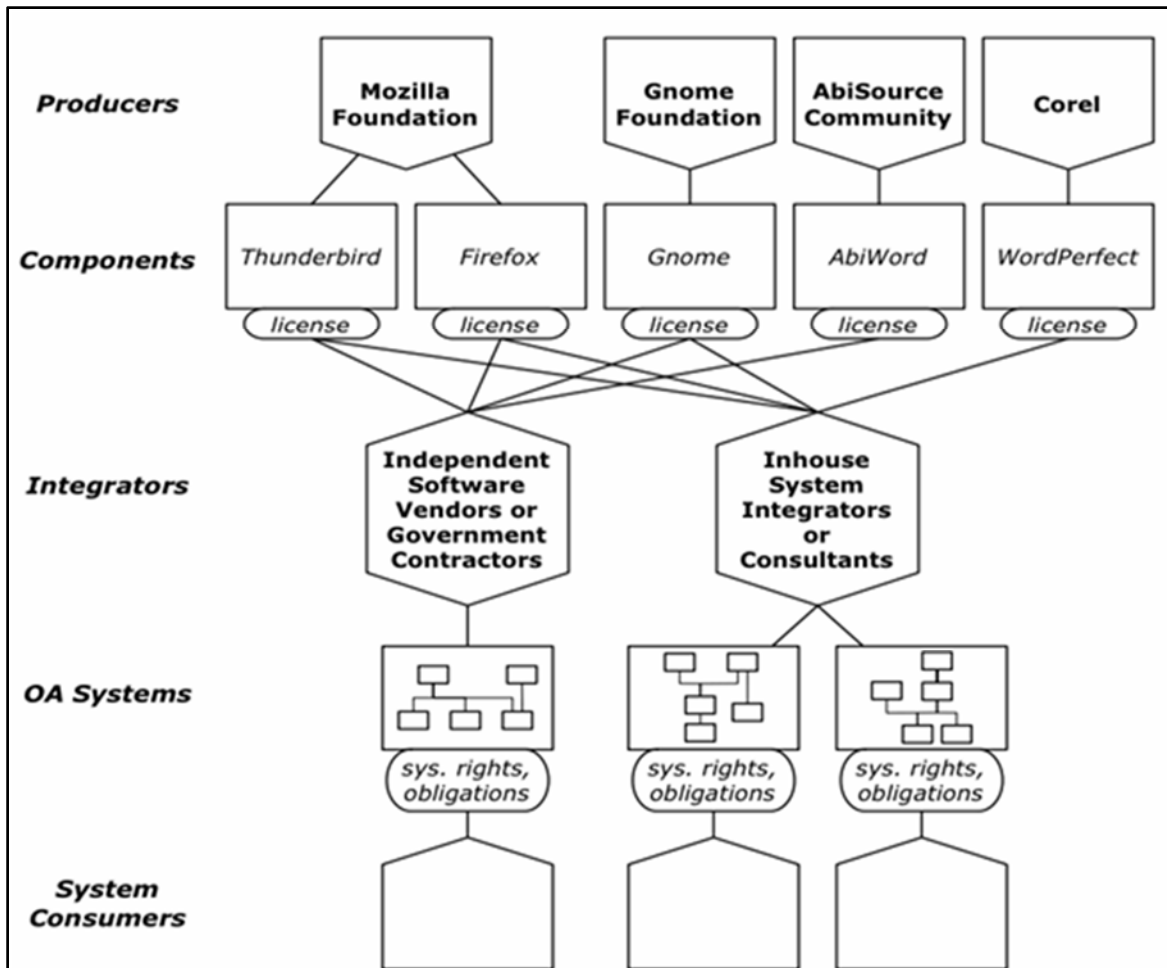 Producers
Mozilla
Foundation
Gnome
Foundation
AbiSource
Community
Corel
Components
Thunderbird
Firefox
Gnome
AbiWord
WordPerfect
license
license
license
license
license
Integrators
Independent
Software
Vendors or
Government
Contractors
Inhouse
System
Integrators
or
Consultants
OA Systems
sys. rights,
obligations
sys. rights,
obligations
sys. rights,
obligations
System
Consumers